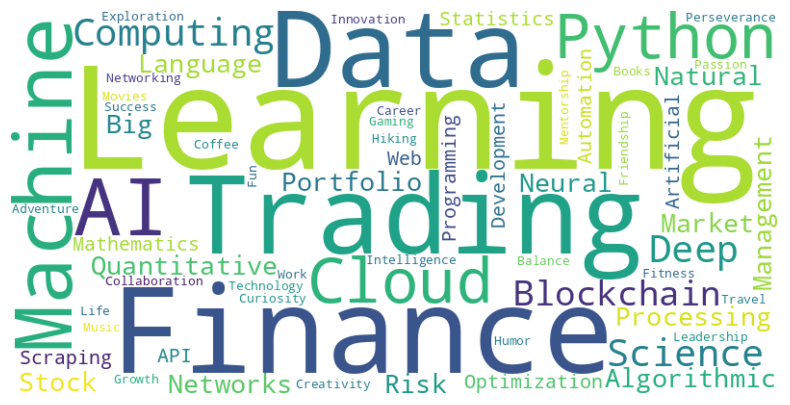 Exploration
Innovation
Statistics
Perseverance
Computing
Data
Python
Machine
Language
Networking
Movies
Success
Big
Learning
Books
Passion
Natural
Career
Gaming
Coffee
Hiking
Web
Programming
Development
Mentorship
Automation
Friendship
Artificial
Management
AI
Fun
Trading
Portfolio
Neural
Adventure
Market
Mathematics
Deep
Quantitative
Cloud
Intelligence
Balance
Collaboration
Work
Technology
Curiosity
Fitness
Blockchain
Travel
Life
Music
Finance
Processing
Humor
Leadership
Scraping
API
Science
Stock
Growth
Networks
Creativity
Risk
Optimization
Algorithmic